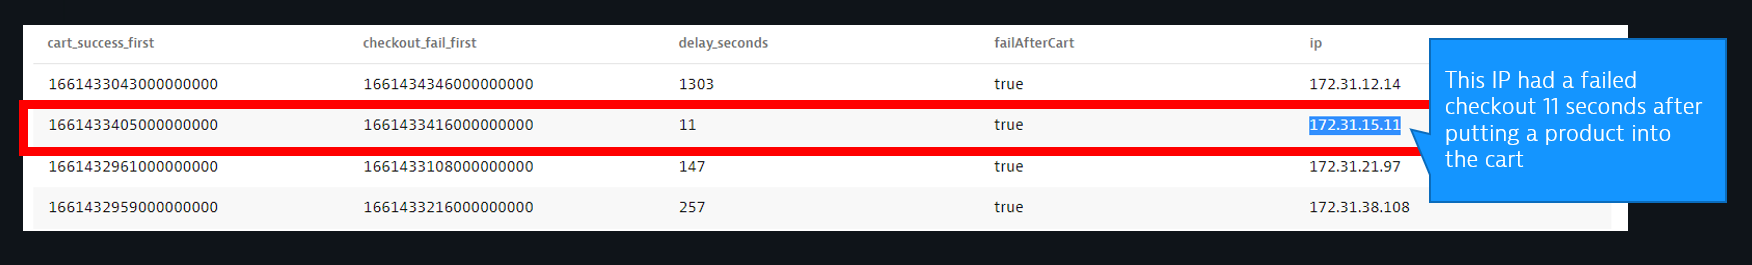 cart_success_first checkout_fail_first delay_seconds failAfterCart ip
1661433043000000000 1661434346000000000 1303 true 172.31.12.14
1661433405000000000 1661433416000000000 11 true 172.31.15.11
1661432961000000000 1661433108000000000 147 true 172.31.21.97
1661432959000000000 1661433216000000000 257 true 172.31.38.108
This IP had a failed
checkout 11 seconds after
putting a product into
the cart